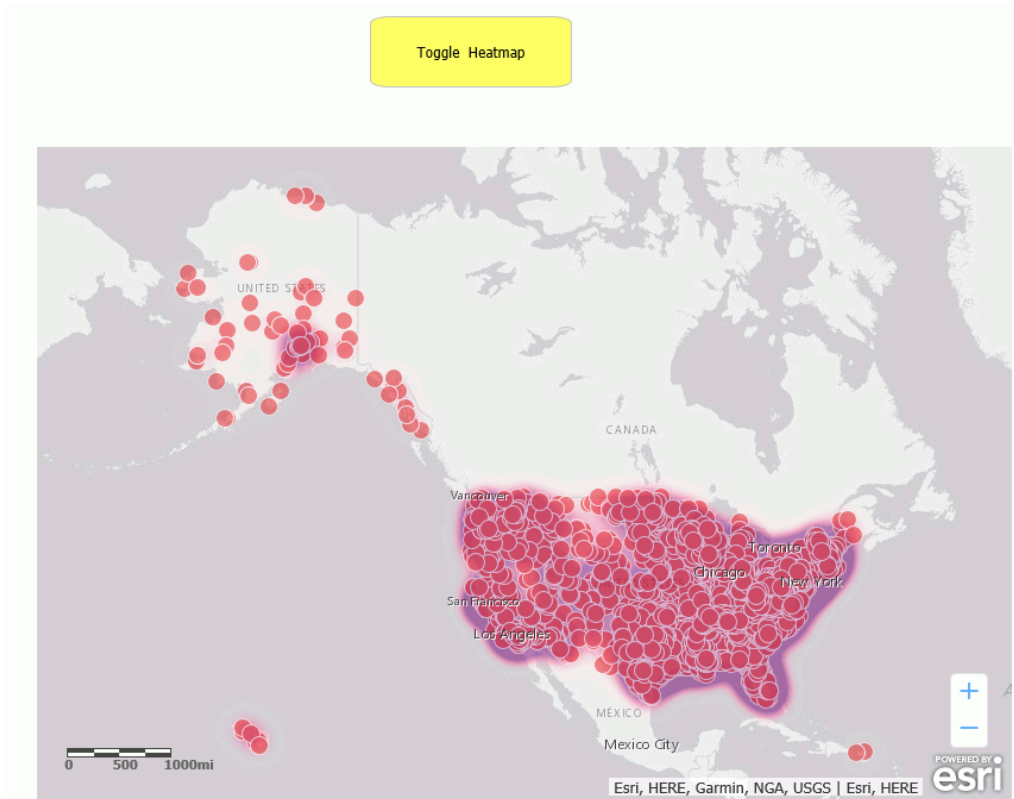 Toggle Heatmap
UNITED STATES
CANADA
Vancouver
Toronto
Chicago
New York
San Francisco
Los Angeles
MÉXICO
Mexico City
+
−
0 500 1000mi
POWERED BY
esri
Esri, HERE, Garmin, NGA, USGS | Esri, HERE